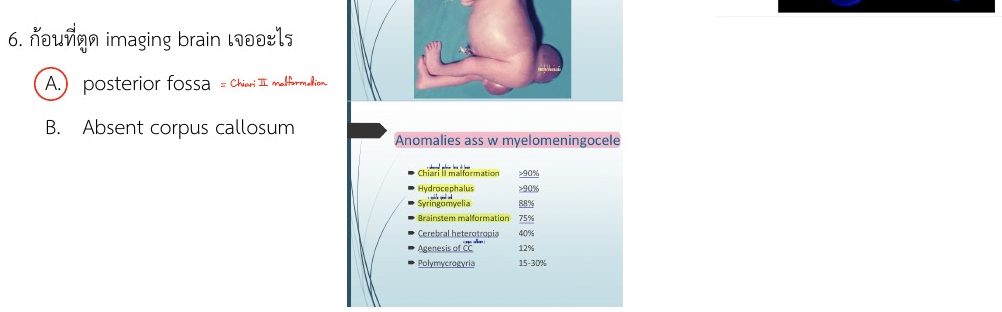 6. ก้อนที่ตูด imaging brain เจออะไร
A. posterior fossa = Chiari II malformation
B. Absent corpus callosum
Anomalies ass w myelomeningocele
Chiari II malformation >90%
Hydrocephalus >90%
Syringomyelia 88%
Brainstem malformation 75%
Cerebral heterotropia 40%
Agenesis of CC 12%
Polymycrogyria 15-30%